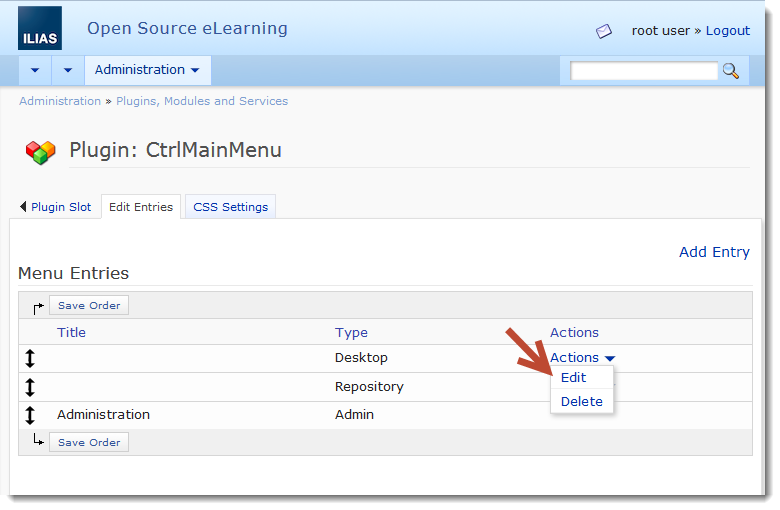 ILIAS
Open Source eLearning
root user » Logout
Administration
Administration » Plugins, Modules and Services
Plugin: CtrlMainMenu
Plugin Slot
Edit Entries
CSS Settings
Add Entry
Menu Entries
Save Order
Title Type Actions
Desktop Actions
Edit
Repository
Delete
Administration Admin
Save Order